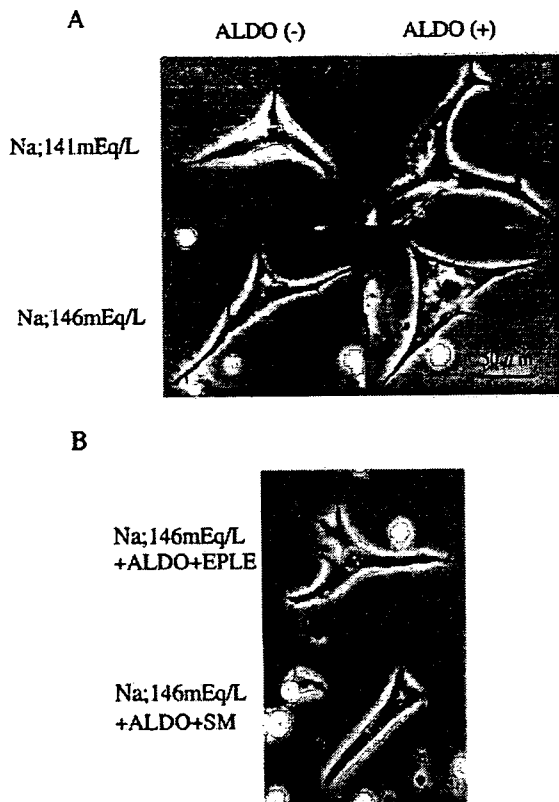 A
ALDO (-)
ALDO (+)
Na;141mEq/L
Na;146mEq/L
B
Na;146mEq/L
+ALDO+EPLE
Na;146mEq/L
+ALDO+SM